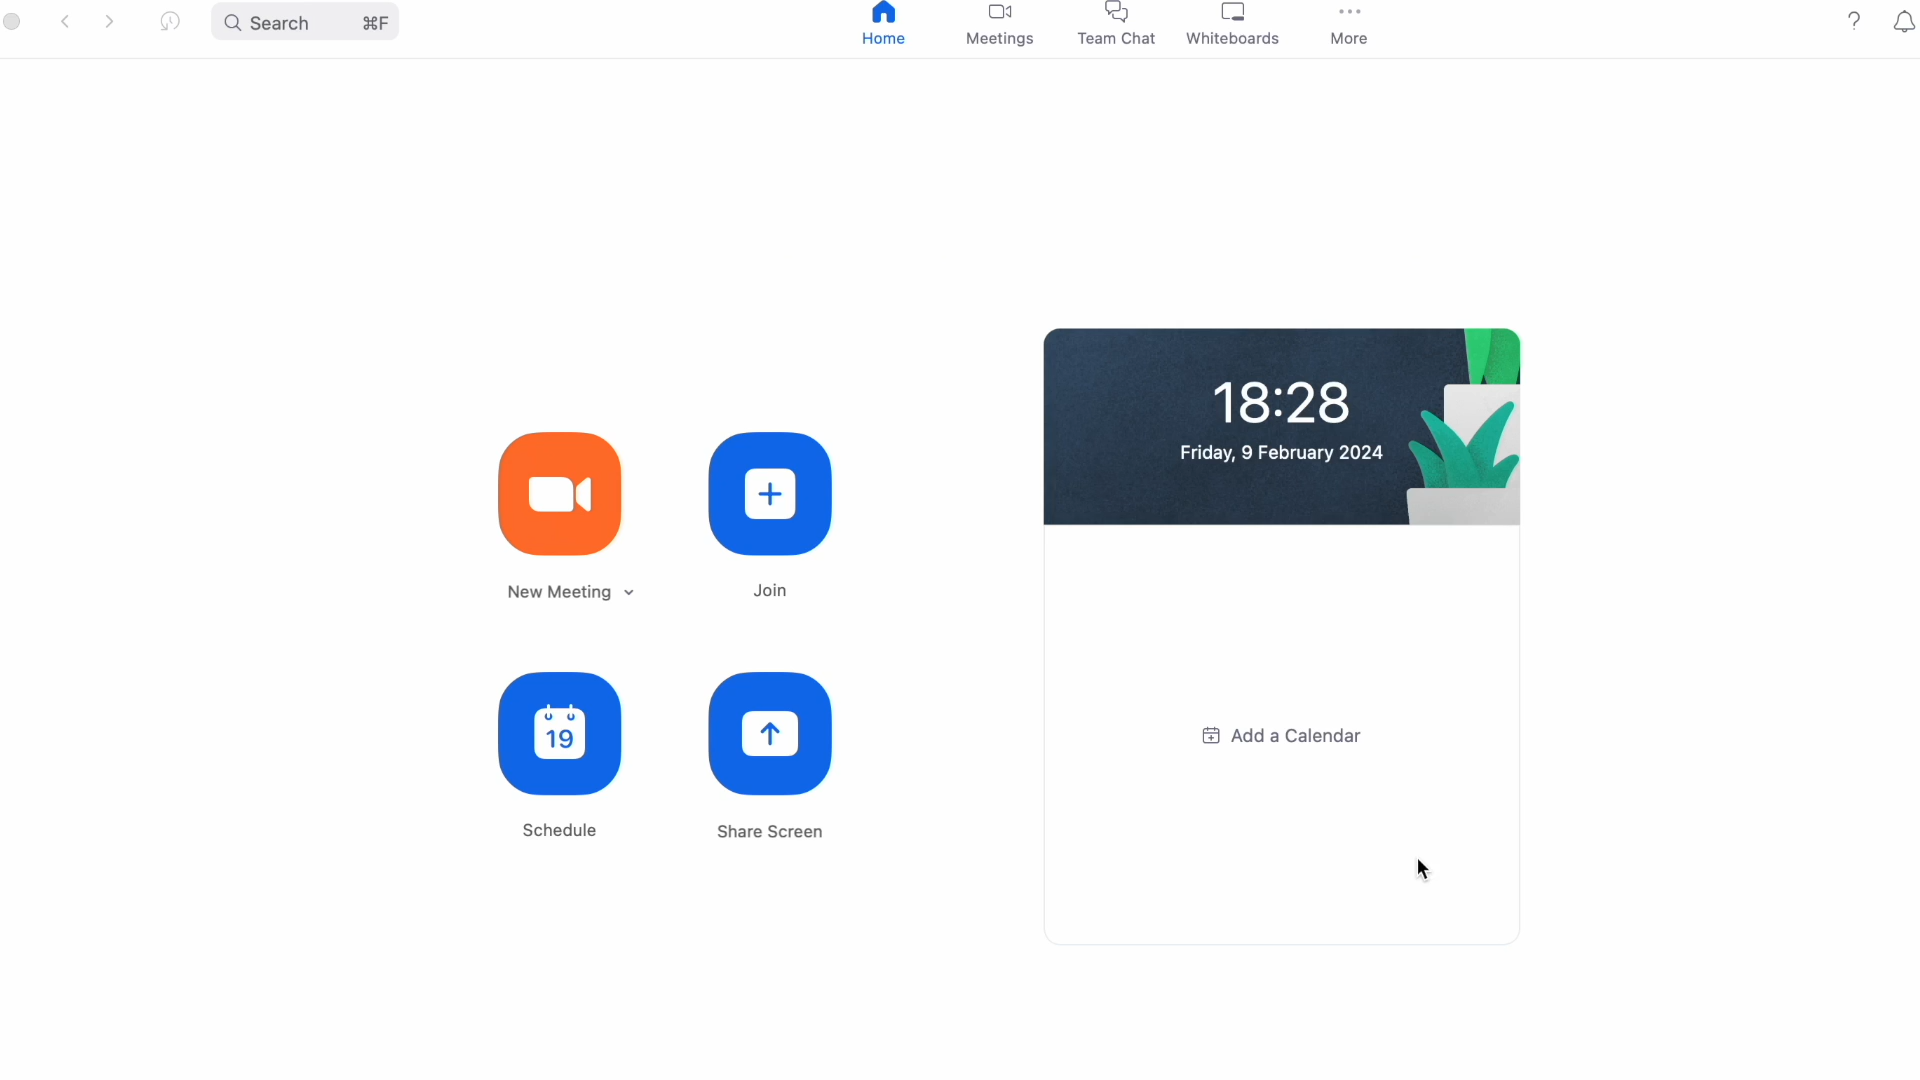 Search ⌘F
Home
Meetings
Team Chat
Whiteboards
More
?
18:28
Friday, 9 February 2024
New Meeting
Join
19
Schedule
Share Screen
Add a Calendar